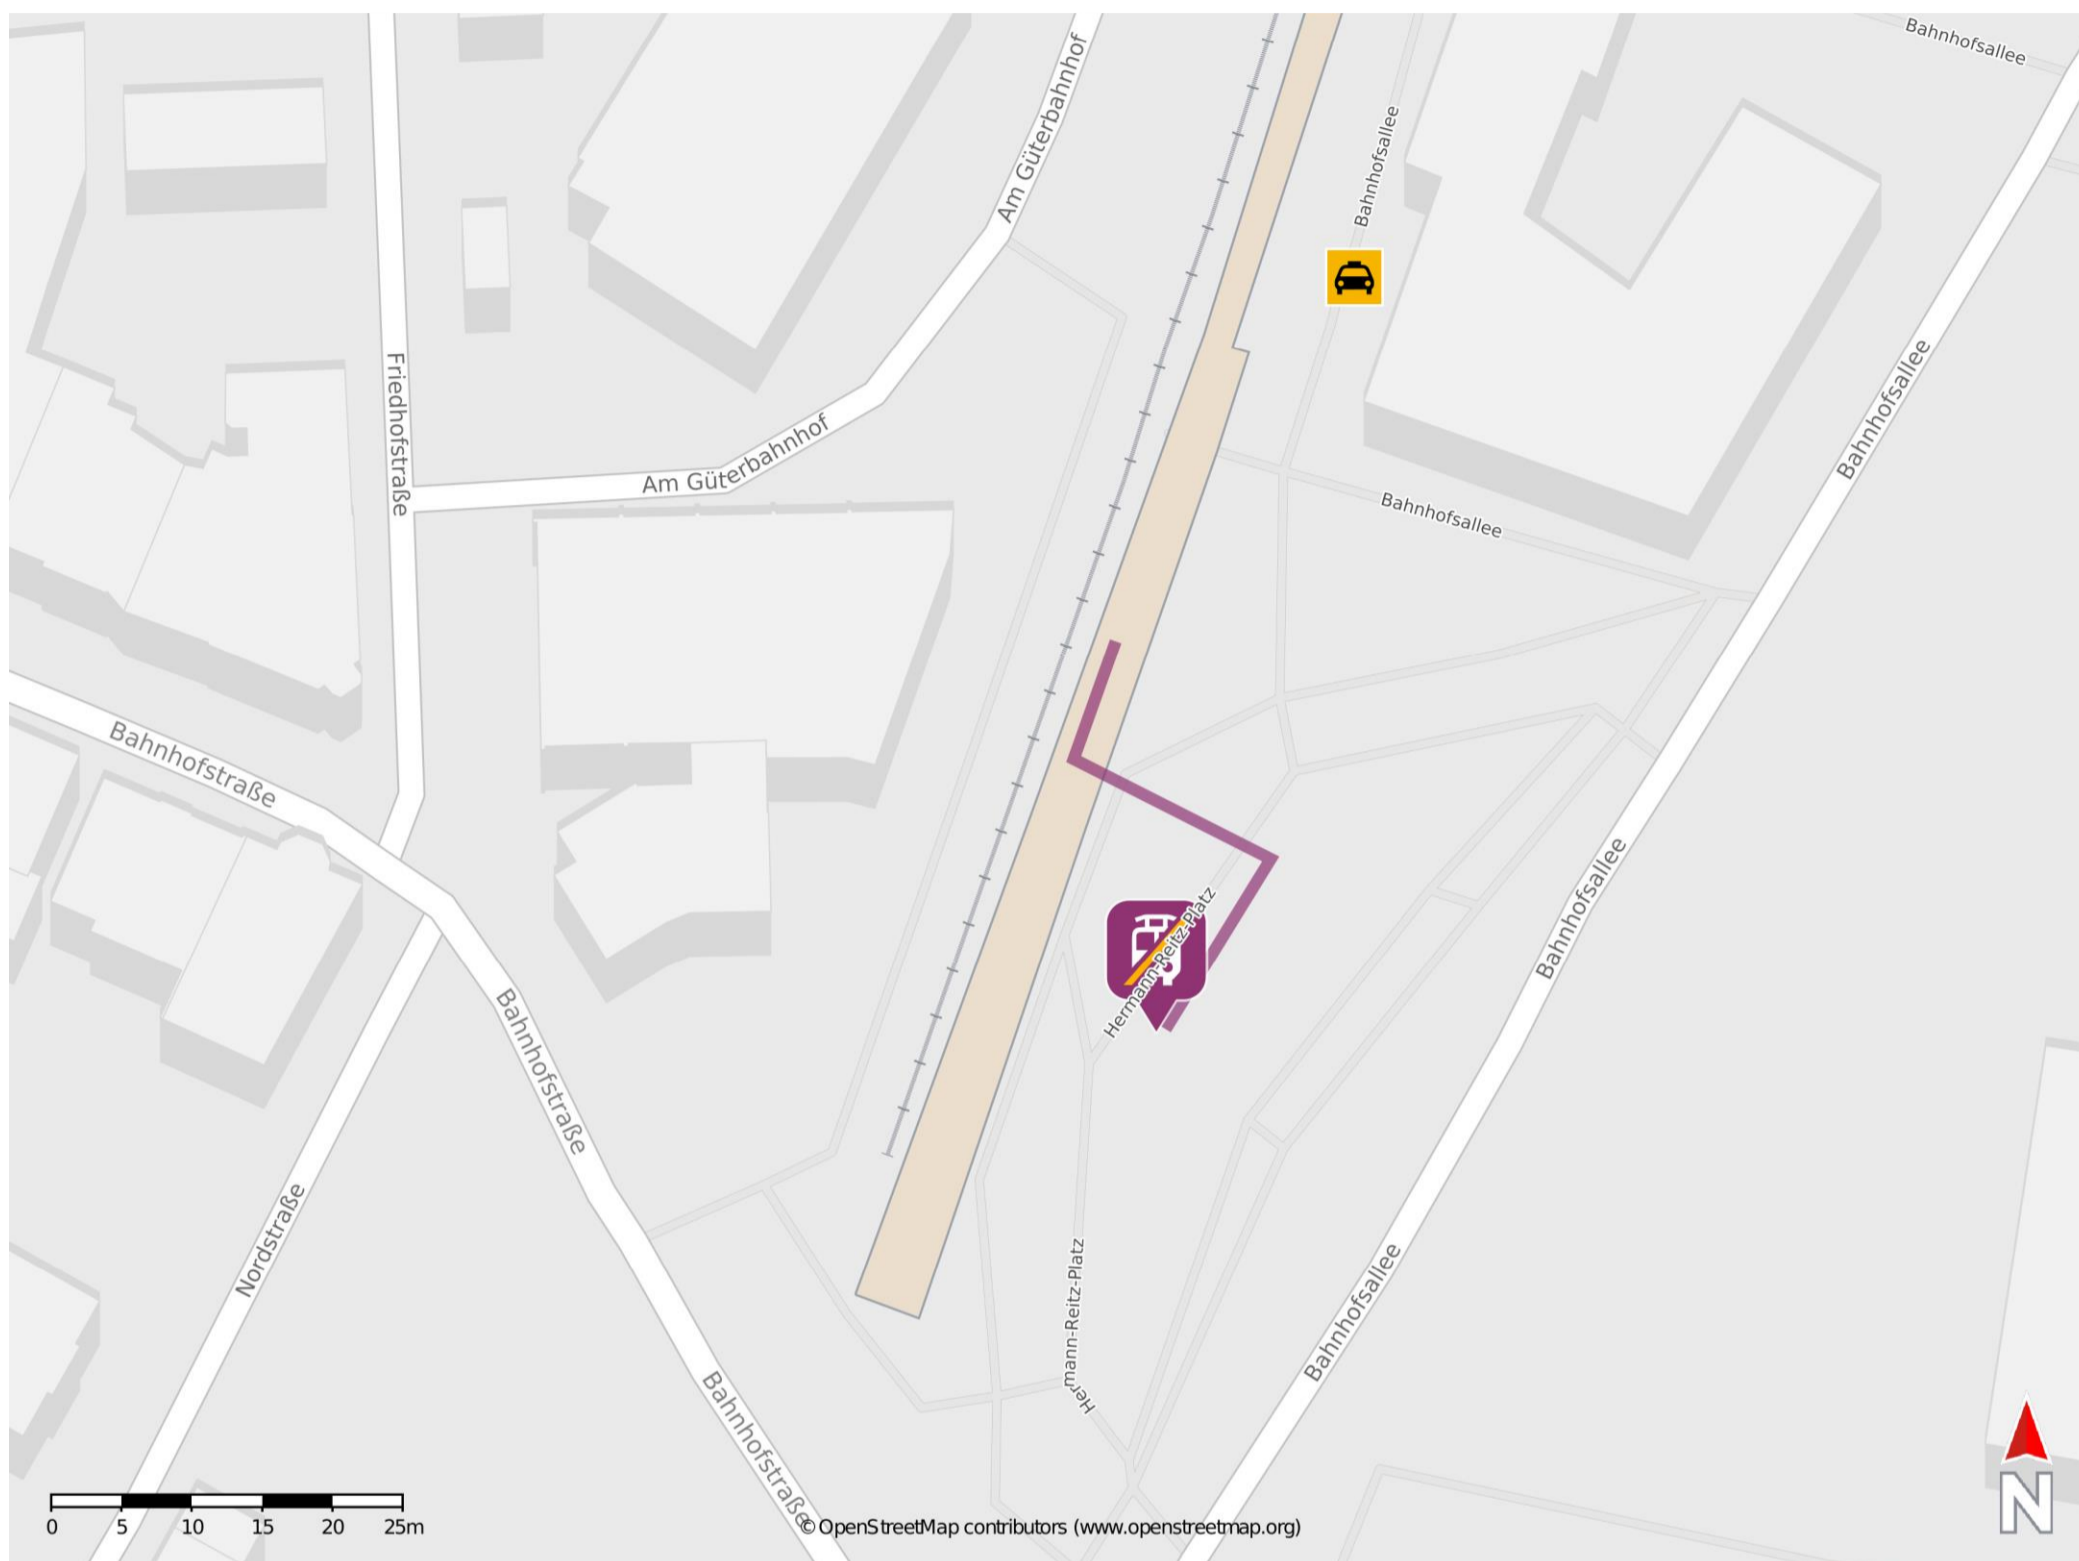 Bahnhofsallee
Am Güterbahnhof
Bahnhofsallee
Friedhofstraße
Bahnhofsallee
Am Güterbahnhof
Bahnhofsallee
Bahnhofstraße
Bahnhofsallee
Hermann-Reitz-Platz
Bahnhofstraße
Nordstraße
Hermann-Reitz-Platz
Bahnhofsallee
Bahnhofstraße
N
0 5 10 15 20 25m
© OpenStreetMap contributors (www.openstreetmap.org)